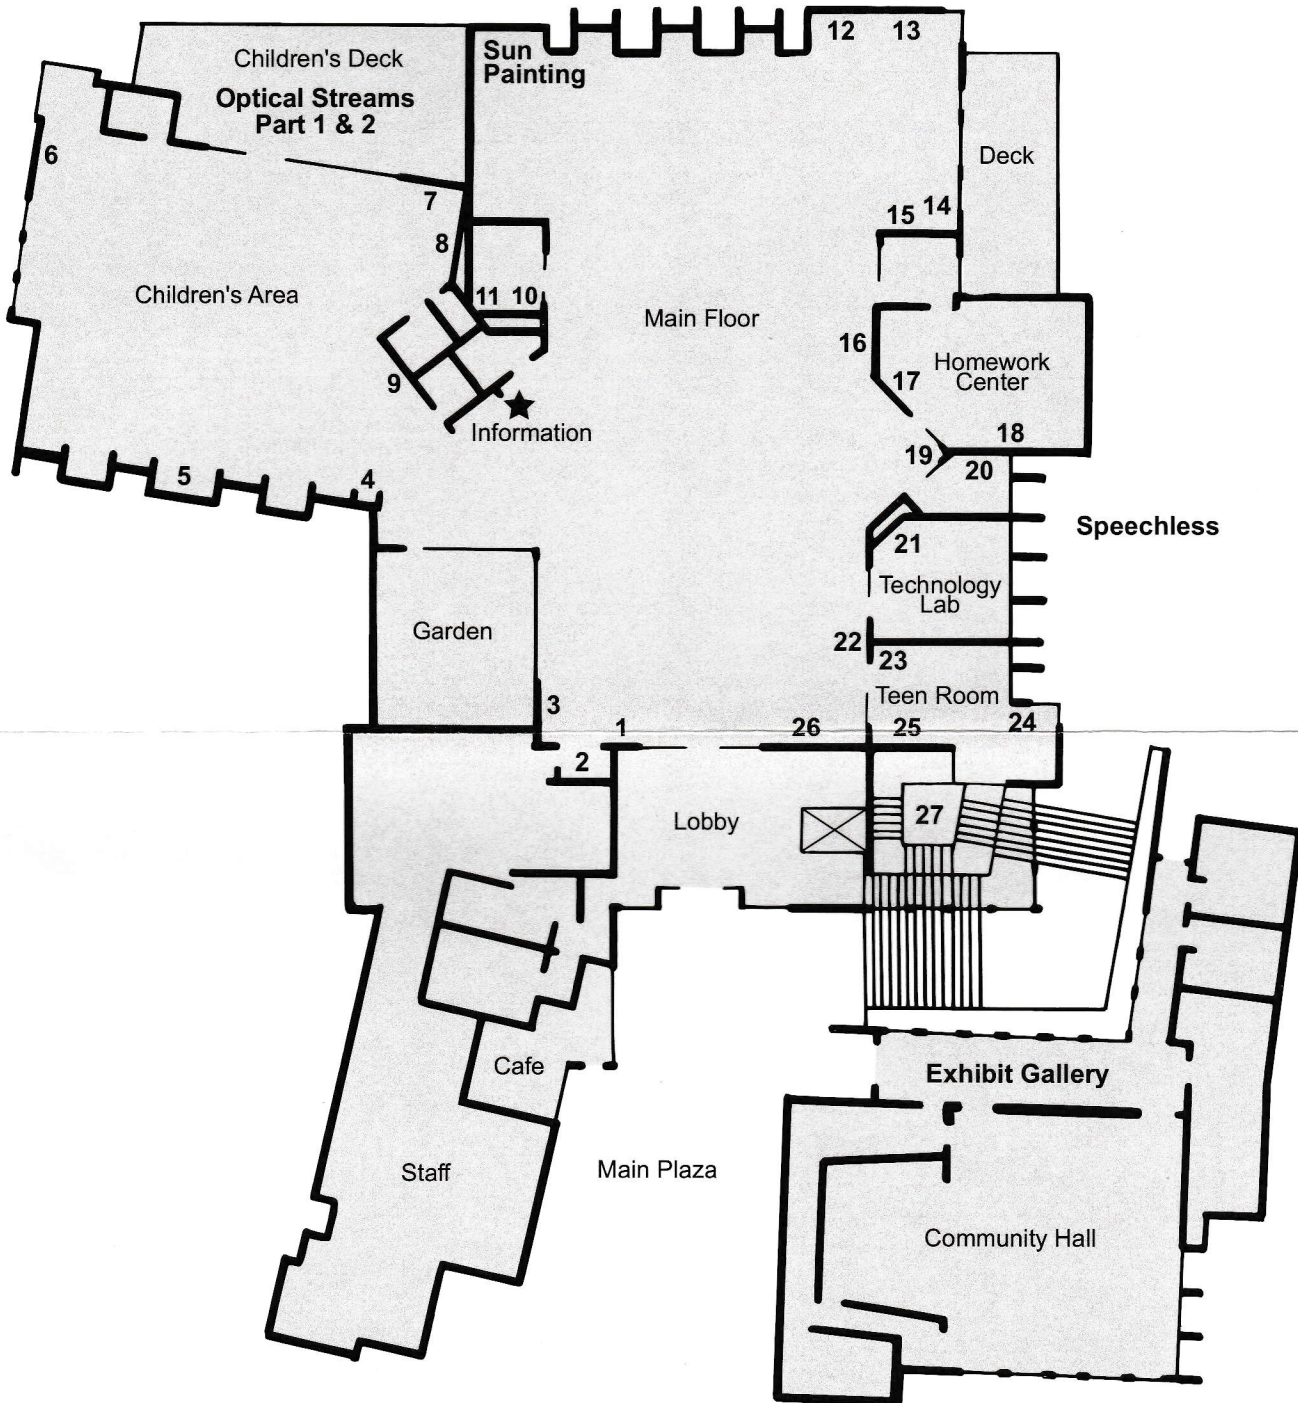 12
13
Sun
Painting
Children's Deck
Optical Streams
Part 1 & 2
6
Deck
7
15
14
8
Children's Area
11
10
Main Floor
16
Homework
Center
17
9
Information
18
19
20
5
4
Speechless
21
Technology
Lab
Garden
22
23
Teen Room
3
1
26
25
24
2
Lobby
27
Cafe
Exhibit Gallery
Staff
Main Plaza
Community Hall